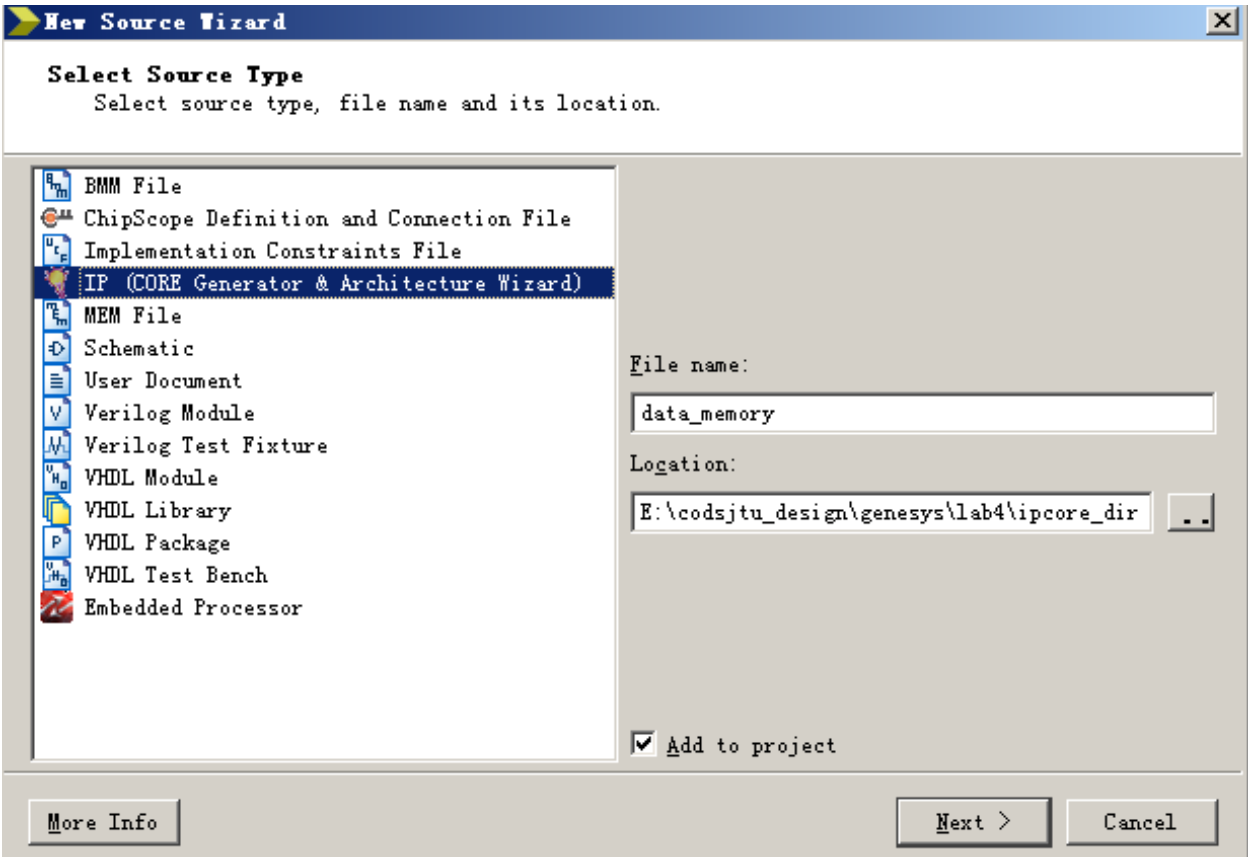 New Source Wizard
Select Source Type
Select source type, file name and its location.
BMM File
ChipScope Definition and Connection File
Implementation Constraints File
IP (CORE Generator & Architecture Wizard)
MEM File
Schematic
User Document
Verilog Module
Verilog Test Fixture
VHDL Module
VHDL Library
VHDL Package
VHDL Test Bench
Embedded Processor
File name:
data_memory
Location:
E:\codsjtu_design\genesys\lab4\ipcore_dir
..
Add to project
More Info
Next >
Cancel